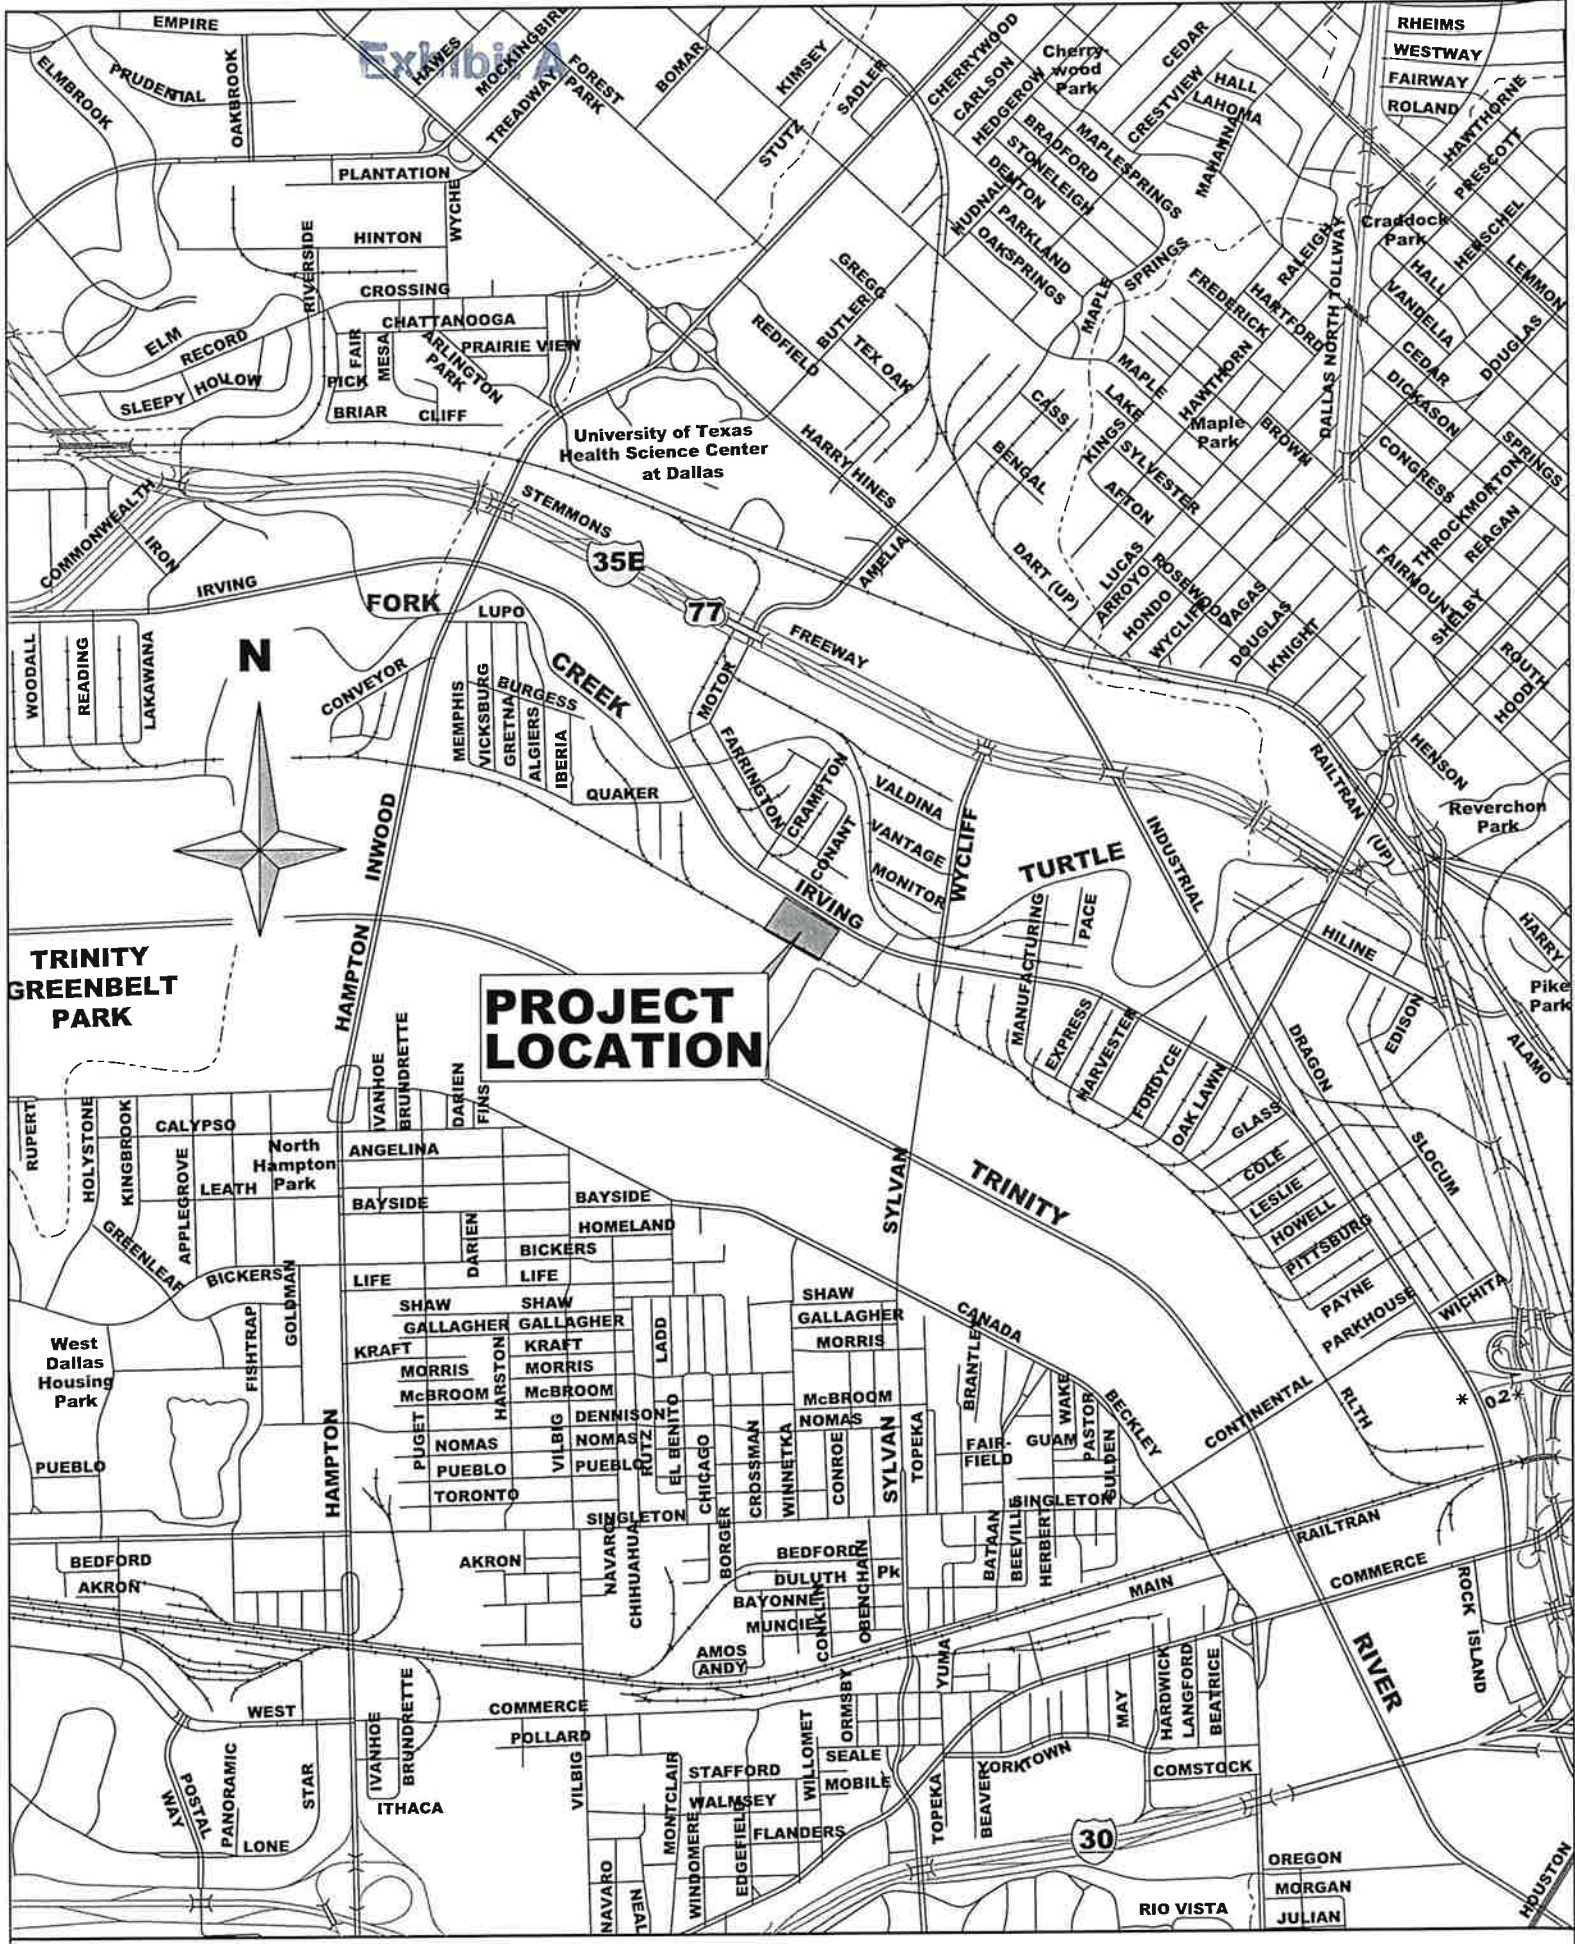 Exhibit A
EMPIRE
ELMBROOK
PRUDENTIAL
OAKBROOK
HAWES
MOCKINGBIRD
TREADWAY
FOREST
PARK
BOMAR
KIMSEY
SADLER
STUTZ
CHERRYWOOD
CARLSON
HEDGEROW
Cherry-
wood
Park
CEDAR
CRESTVIEW
HALL
LAHOMA
MAHANNA
RHEIMS
WESTWAY
FAIRWAY
ROLAND
HAWTHORNE
PRESCOTT
HERSCHEL
BRADFORD
STONELEIGH
MAPLESPRINGS
DENTON
HUDNALL
PARKLAND
OAKSPRINGS
PLANTATION
WYCHE
HINTON
RIVERSIDE
CROSSING
CHATTANOOGA
PRAIRIE VIEW
FAIR
MESA
ARLINGTON
PARK
PICK
BRIAR
CLIFF
ELM
RECORD
SLEEPY
HOLLOW
GREGG
BUTLER
REDFIELD
TEX OAK
MAPLE
SPRINGS
FREDERICK
HARTFORD
RALEIGH
DALLAS NORTH TOLLWAY
Craddock
Park
HALL
VANDELIA
LEMMON
DOUGLAS
CEDAR
DICKASON
CONGRESS
SPRINGS
THROCKMORTON
REAGAN
FAIRMOUNT
SHELBY
ROUTH
HOOD
MAPLE
LAKE
HAWTHORN
Maple
Park
BROWN
KINGS
SYLVESTER
AFTON
CASS
BENGAL
University of Texas
Health Science Center
at Dallas
HARRY HINES
AMELIA
DART (UP)
LUCAS
ARROYO
ROSEWOOD
HONDO
WYCLIFF
VAGAS
DOUGLAS
KNIGHT
COMMONWEALTH
IRON
IRVING
STEMMONS
35E
77
FREEWAY
FORK
CREEK
LUPO
BURGESS
MEMPHIS
VICKSBURG
GRETNA
ALGIERS
IBERIA
QUAKER
CONVEYOR
WOODALL
READING
LAKAWANA
N
MOTOR
FARRINGTON
CRAMPTON
CONANT
VALDINA
VANTAGE
MONITOR
WYCLIFF
IRVING
TURTLE
INDUSTRIAL
RAILTRAN
(UP)
HENSON
Reverchon
Park
MANUFACTURING
PACE
HILINE
HARRY
Pike
Park
ALAMO
EDISON
DRAGON
SLOCUM
EXPRESS
HARVESTER
FORDYCE
OAK LAWN
GLASS
COLE
LESLIE
HOWELL
PITTSBURG
PAYNE
PARKHOUSE
WICHITA
INWOOD
HAMPTON
TRINITY
GREENBELT
PARK
PROJECT
LOCATION
IVANHOE
BRUNDRETTE
DARIEN
FINS
RUPERT
HOLYSTONE
KINGBROOK
CALYPSO
North
Hampton
Park
LEATH
APPLEGROVE
GREENLEAF
BICKERS
GOLDMAN
FISHTRAP
ANGELINA
BAYSIDE
BAYSIDE
HOMELAND
DARIEN
BICKERS
LIFE
LIFE
SYLVAN
TRINITY
West
Dallas
Housing
Park
PUEBLO
SHAW
SHAW
GALLAGHER
GALLAGHER
KRAFT
KRAFT
MORRIS
MORRIS
McBROOM
McBROOM
HARSTON
LADD
DENNISON
PUGET
NOMAS
NOMAS
PUEBLO
PUEBLO
TORONTO
VILBIG
RUTZ
EL BENITO
CHICAGO
CROSSMAN
WINNETKA
CONROE
SHAW
GALLAGHER
MORRIS
McBROOM
NOMAS
SYLVAN
TOPEKA
CANADA
BRANTLEY
WAKE
PASTOR
GULDEN
FAIR-
FIELD
GUAM
BECKLEY
CONTINENTAL
RLTH
* 02*
HAMPTON
SINGLETON
SINGLETON
BEDFORD
AKRON
AKRON
NAVARO
CHIHUAHUA
BORGER
BEDFORD
DULUTH
Pk
BAYONNE
MUNCIE
CONKLIN
OBENCHAIN
AMOS
ANDY
BATAAN
BEEVILLE
HERBERT
RAILTRAN
COMMERCE
MAIN
ROCK
ISLAND
RIVER
YUMA
ORMSBY
MAY
HARDWICK
LANGFORD
BEATRICE
WEST
COMMERCE
POLLARD
VILBIG
POSTAL
WAY
PANORAMIC
STAR
LONE
IVANHOE
BRUNDRETTE
ITHACA
MONTCLAIR
STAFFORD
WALMSEY
FLANDERS
WINDOMERE
EDGEFIELD
WILLOMET
SEALE
MOBILE
TOPEKA
BEAVER
YORKTOWN
COMSTOCK
30
NAVARO
NEAL
OREGON
MORGAN
JULIAN
RIO VISTA
HOUSTON